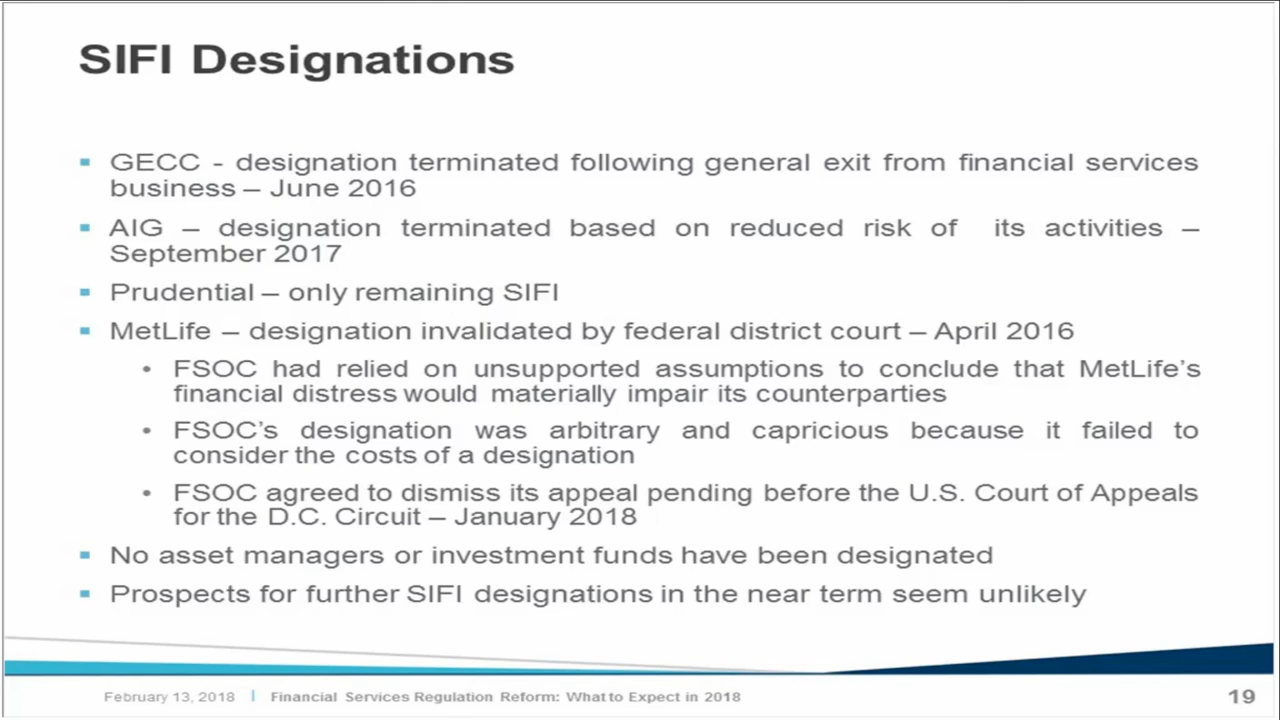 SIFI Designations
GECC - designation terminated following general exit from financial services
business – June 2016
AIG – designation terminated based on reduced risk of its activities –
September 2017
Prudential – only remaining SIFI
MetLife – designation invalidated by federal district court – April 2016
FSOC had relied on unsupported assumptions to conclude that MetLife's
financial distress would materially impair its counterparties
FSOC's designation was arbitrary and capricious because it failed to
consider the costs of a designation
FSOC agreed to dismiss its appeal pending before the U.S. Court of Appeals
for the D.C. Circuit – January 2018
No asset managers or investment funds have been designated
Prospects for further SIFI designations in the near term seem unlikely
February 13, 2018 | Financial Services Regulation Reform: What to Expect in 2018 19